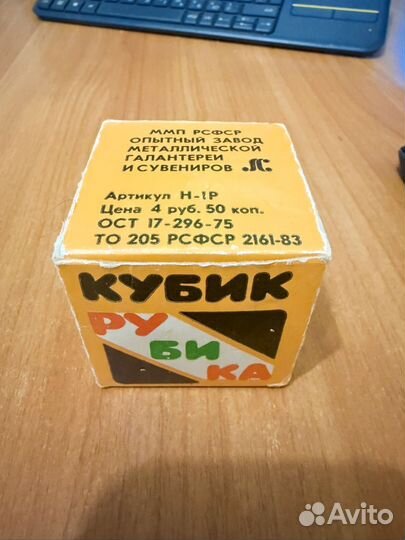 ММП РСФСР
ОПЫТНЫЙ ЗАВОД
МЕТАЛЛИЧЕСКОЙ
ГАЛАНТЕРЕИ
И СУВЕНИРОВ
Артикул Н-1Р
Цена 4 руб. 50 коп.
ОСТ 17-296-75
ТО 205 РСФСР 2161-83
КУБИК
РУ
БИ
КА
Avito